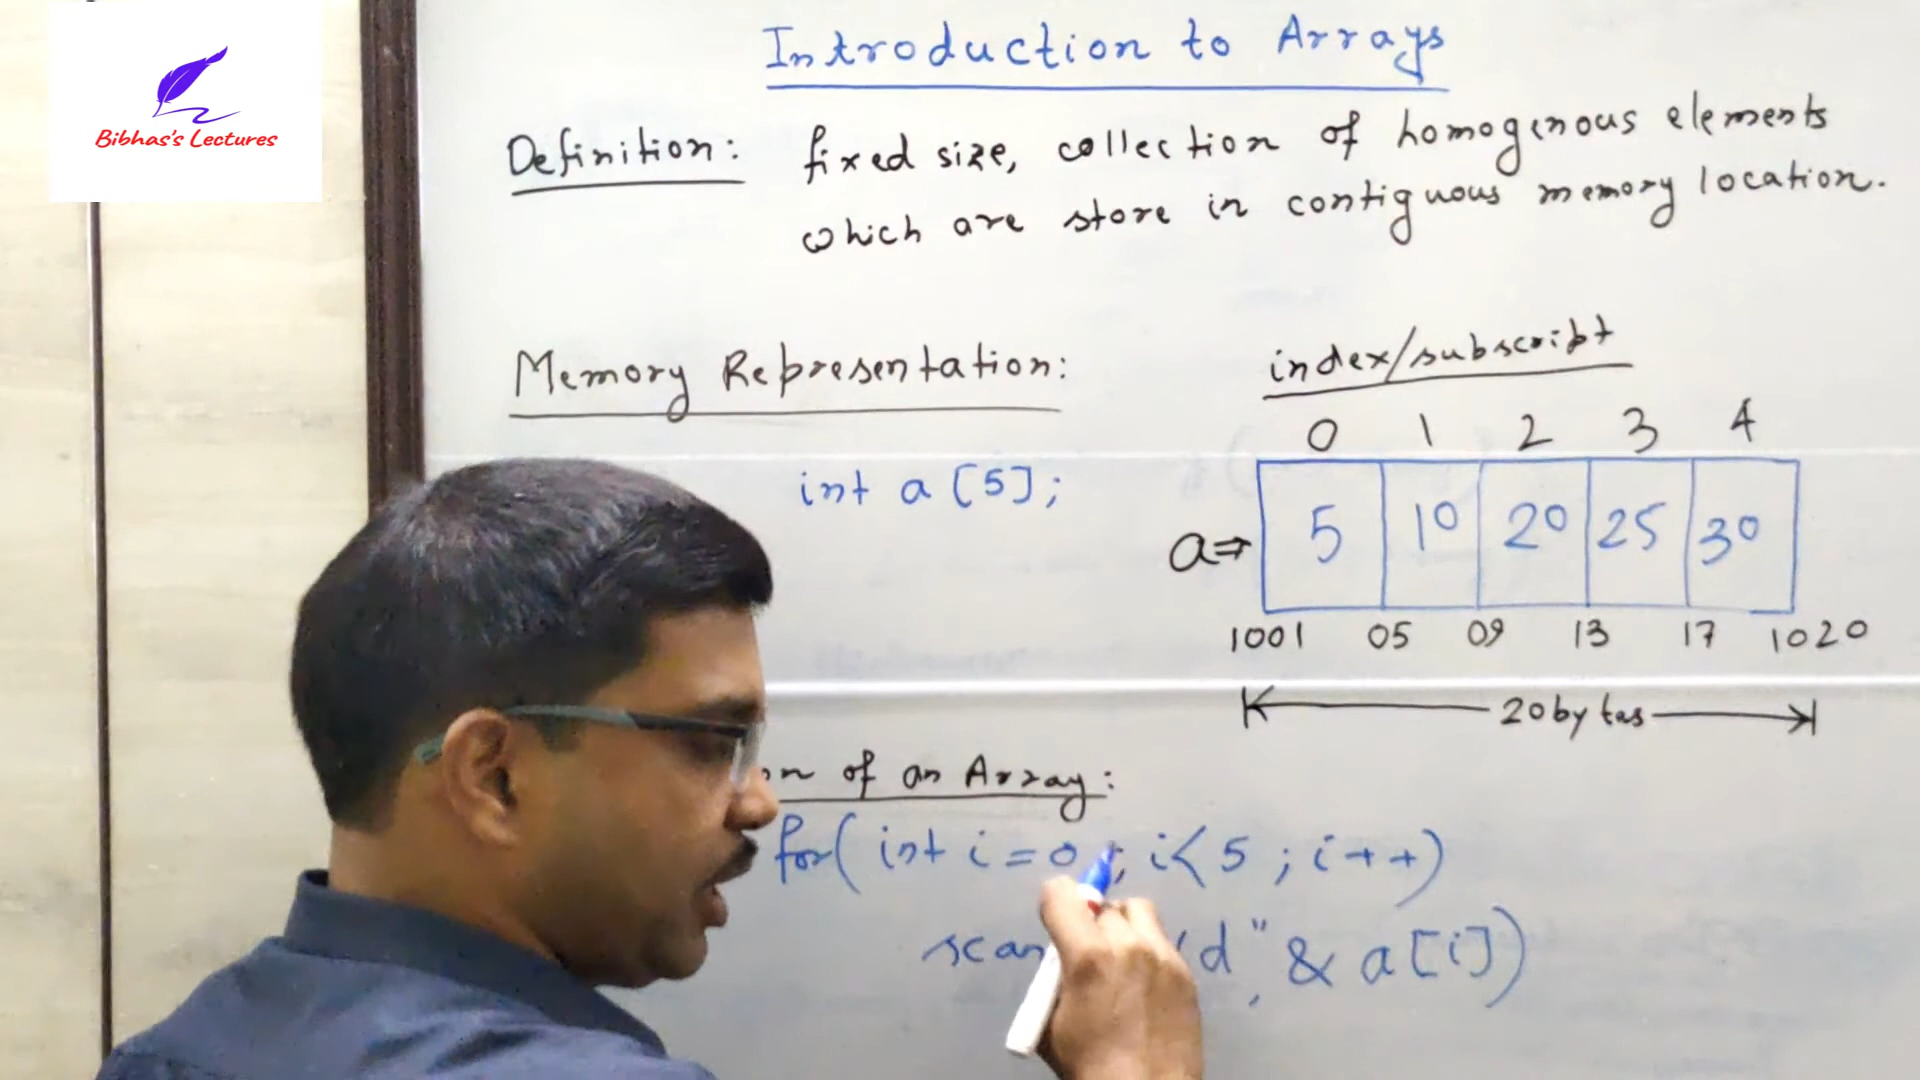 Bibhas's Lectures
Introduction to Arrays
Definition: fixed size, collection of homogenous elements
which are store in contiguous memory location.
Memory Representation:
index/subscript
0 1 2 3 4
int a [5];
a⇒ 5 10 20 25 30
1001 05 09 13 17 1020
20 bytes
of an Array:
for( int i = 0 ; i < 5 ; i + + )
d", & a [i])